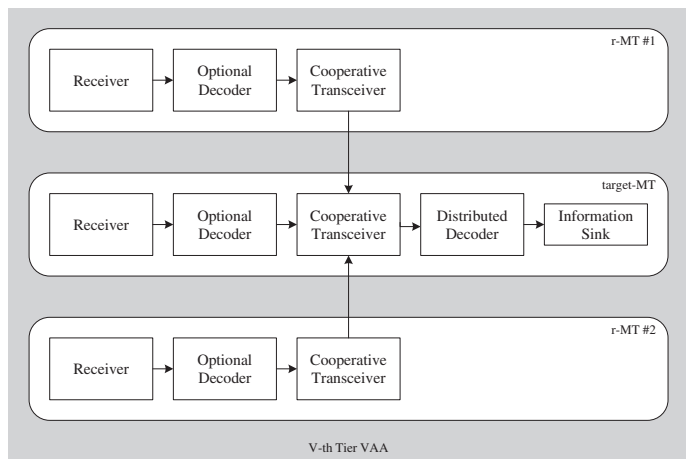 r-MT #1
Receiver
Optional
Decoder
Cooperative
Transceiver
target-MT
Receiver
Optional
Decoder
Cooperative
Transceiver
Distributed
Decoder
Information
Sink
r-MT #2
Receiver
Optional
Decoder
Cooperative
Transceiver
V-th Tier VAA